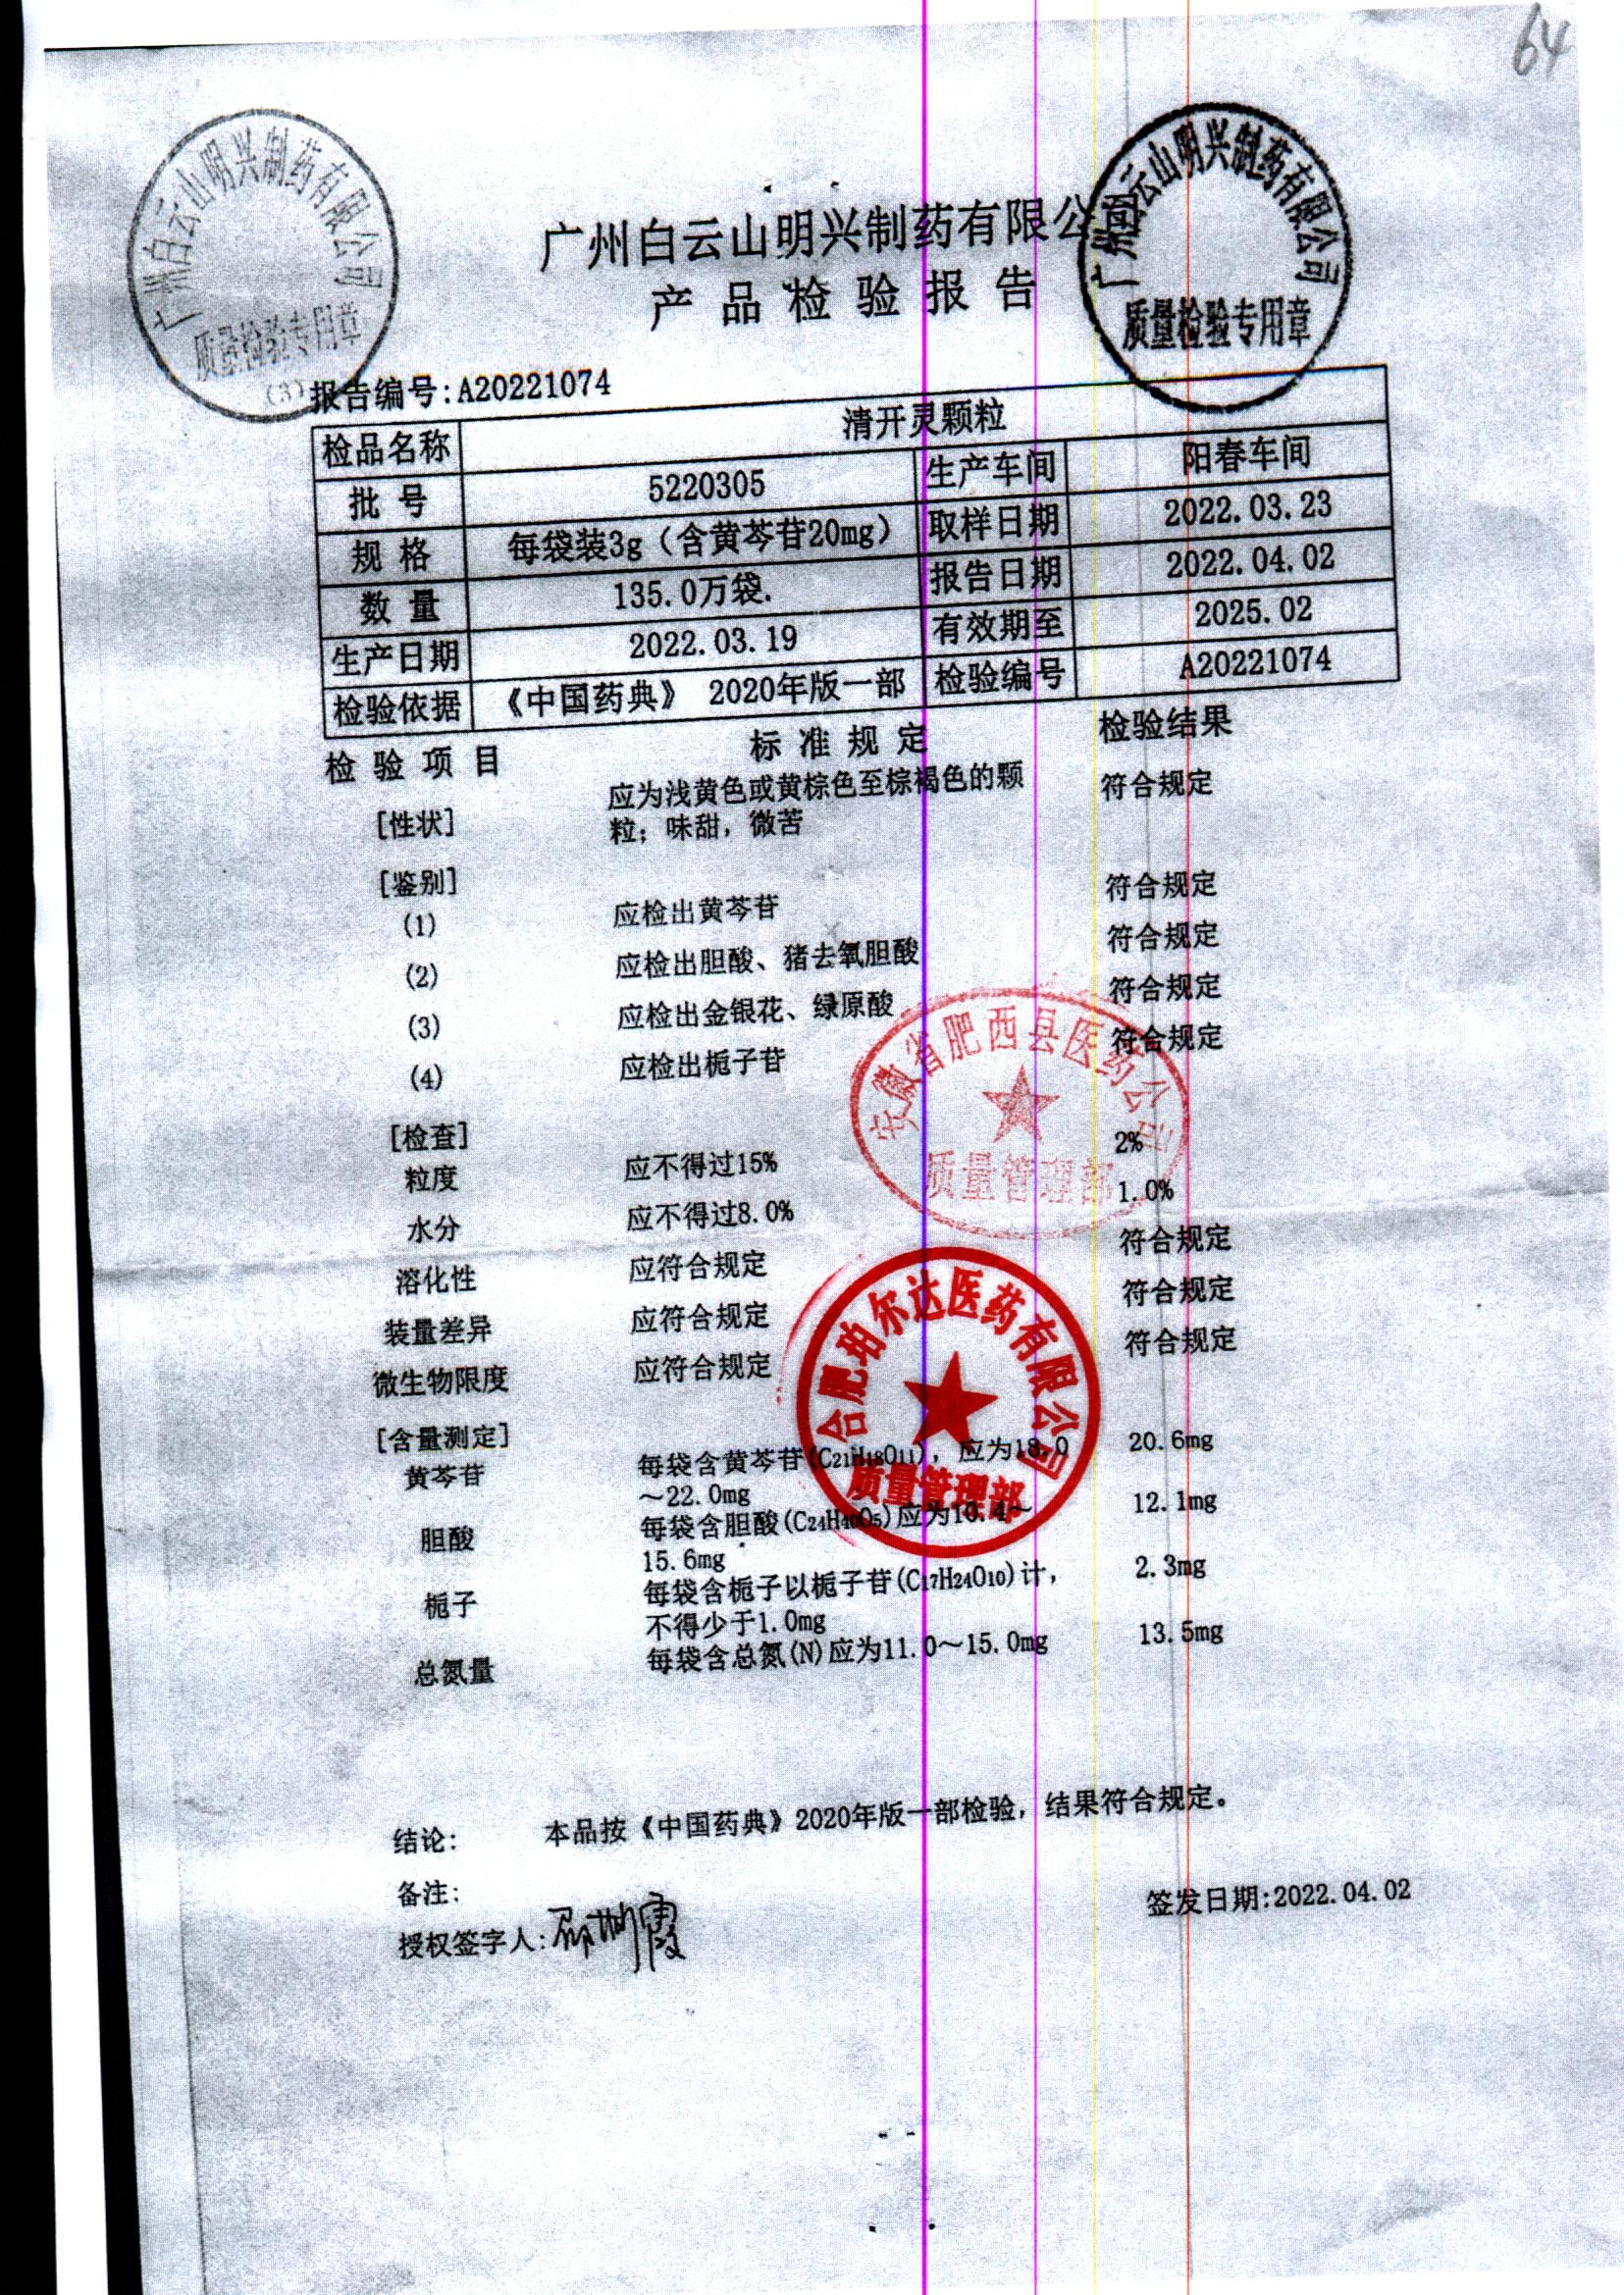 64
广州白云山明兴制药有限公司
质量检验专用章
(3)
广州白云山明兴制药有限公司
质量检验专用章
广州白云山明兴制药有限公司
产品检验报告
报告编号:A20221074
检品名称 清开灵颗粒
批号 5220305 生产车间 阳春车间
规格 每袋装3g（含黄芩苷20mg） 取样日期 2022.03.23
数量 135.0万袋. 报告日期 2022.04.02
生产日期 2022.03.19 有效期至 2025.02
检验依据 《中国药典》 2020年版一部 检验编号 A20221074
检验项目 标准规定 检验结果
[性状] 应为浅黄色或黄棕色至棕褐色的颗 符合规定
粒；味甜，微苦
[鉴别]
(1) 应检出黄芩苷 符合规定
(2) 应检出胆酸、猪去氧胆酸 符合规定
(3) 应检出金银花、绿原酸 符合规定
(4) 应检出栀子苷 符合规定
安徽省肥西县医药公司
质量管理部
[检查]
粒度 应不得过15% 2%
水分 应不得过8.0% 1.0%
溶化性 应符合规定 符合规定
装量差异 应符合规定 符合规定
微生物限度 应符合规定 符合规定
合肥珀尔达医药有限公司
质量管理部
[含量测定]
黄芩苷 每袋含黄芩苷(C21H18O11)，应为18.0 20.6mg
～22.0mg
胆酸 每袋含胆酸(C24H40O5)应为10.4～ 12.1mg
15.6mg
栀子 每袋含栀子以栀子苷(C17H24O10)计， 2.3mg
不得少于1.0mg
总氮量 每袋含总氮(N)应为11.0～15.0mg 13.5mg
结论: 本品按《中国药典》2020年版一部检验，结果符合规定。
备注:
授权签字人: 签发日期:2022.04.02